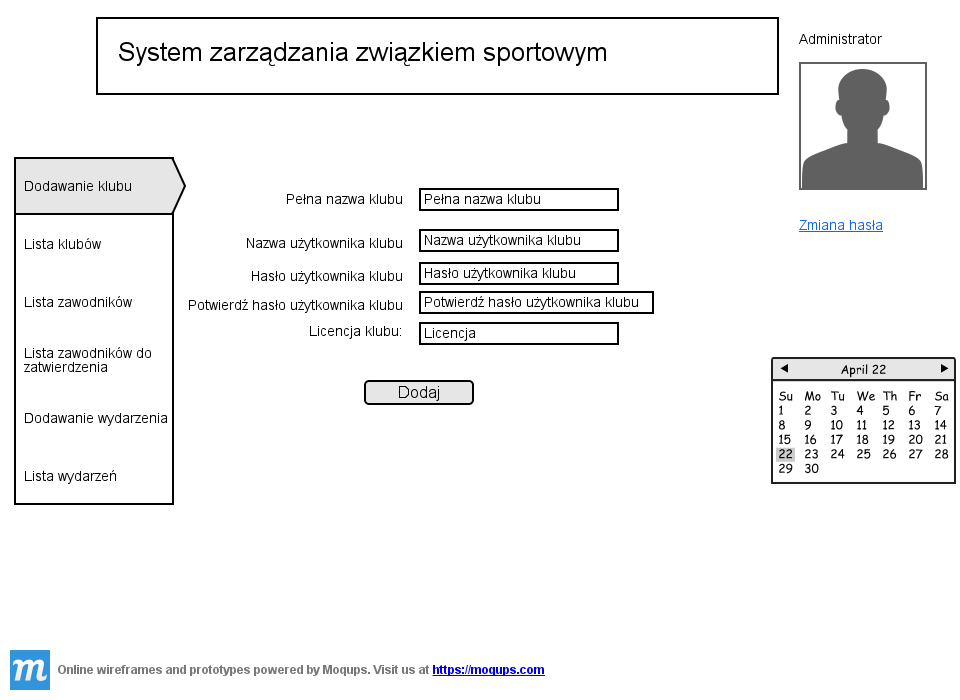 System zarządzania związkiem sportowym
Administrator
Zmiana hasła
Dodawanie klubu
Lista klubów
Lista zawodników
Lista zawodników do
zatwierdzenia
Dodawanie wydarzenia
Lista wydarzeń
Pełna nazwa klubu Pełna nazwa klubu
Nazwa użytkownika klubu Nazwa użytkownika klubu
Hasło użytkownika klubu Hasło użytkownika klubu
Potwierdź hasło użytkownika klubu Potwierdź hasło użytkownika klubu
Licencja klubu: Licencja
Dodaj
April 22
Su Mo Tu We Th Fr Sa
1 2 3 4 5 6 7
8 9 10 11 12 13 14
15 16 17 18 19 20 21
22 23 24 25 26 27 28
29 30
m Online wireframes and prototypes powered by Moqups. Visit us at https://moqups.com